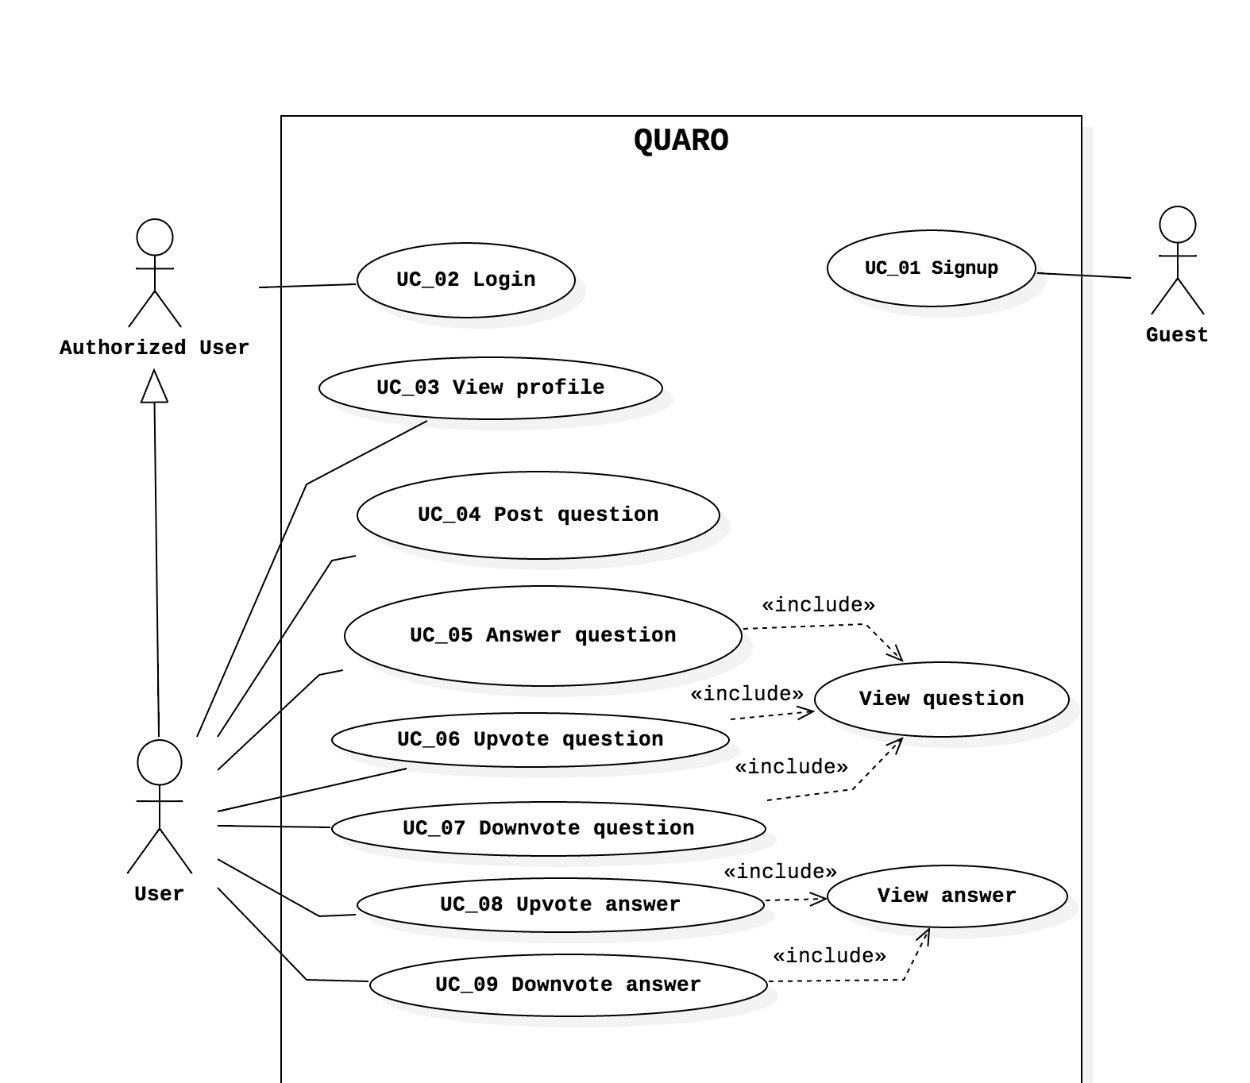 QUARO
UC_02 Login
UC_01 Signup
Authorized User
Guest
UC_03 View profile
UC_04 Post question
«include»
UC_05 Answer question
«include»
View question
UC_06 Upvote question
«include»
UC_07 Downvote question
«include»
User
UC_08 Upvote answer
View answer
«include»
UC_09 Downvote answer